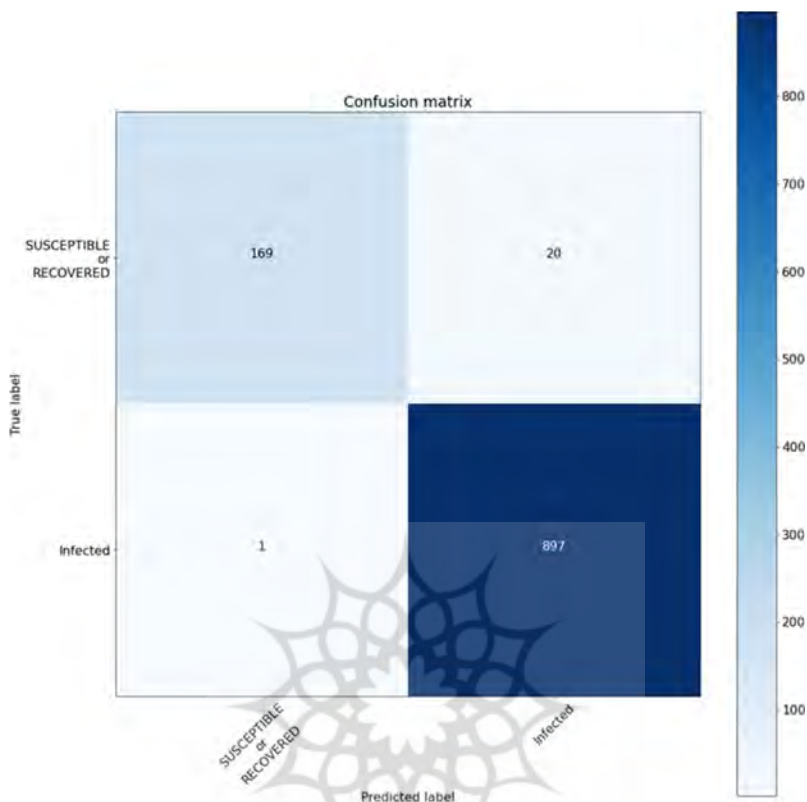 Confusion matrix
SUSCEPTIBLE
or
RECOVERED
169
20
True label
Infected
1
897
SUSCEPTIBLE
or
RECOVERED
Infected
Predicted label
800
700
600
500
400
300
200
100